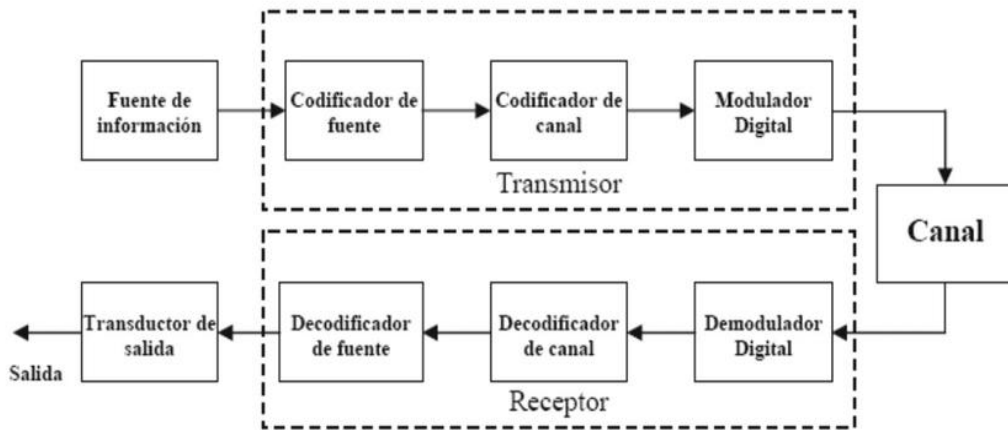 Fuente de
información
Codificador de
fuente
Codificador de
canal
Modulador
Digital
Transmisor
Canal
Transductor de
salida
Decodificador
de fuente
Decodificador
de canal
Demodulador
Digital
Salida
Receptor